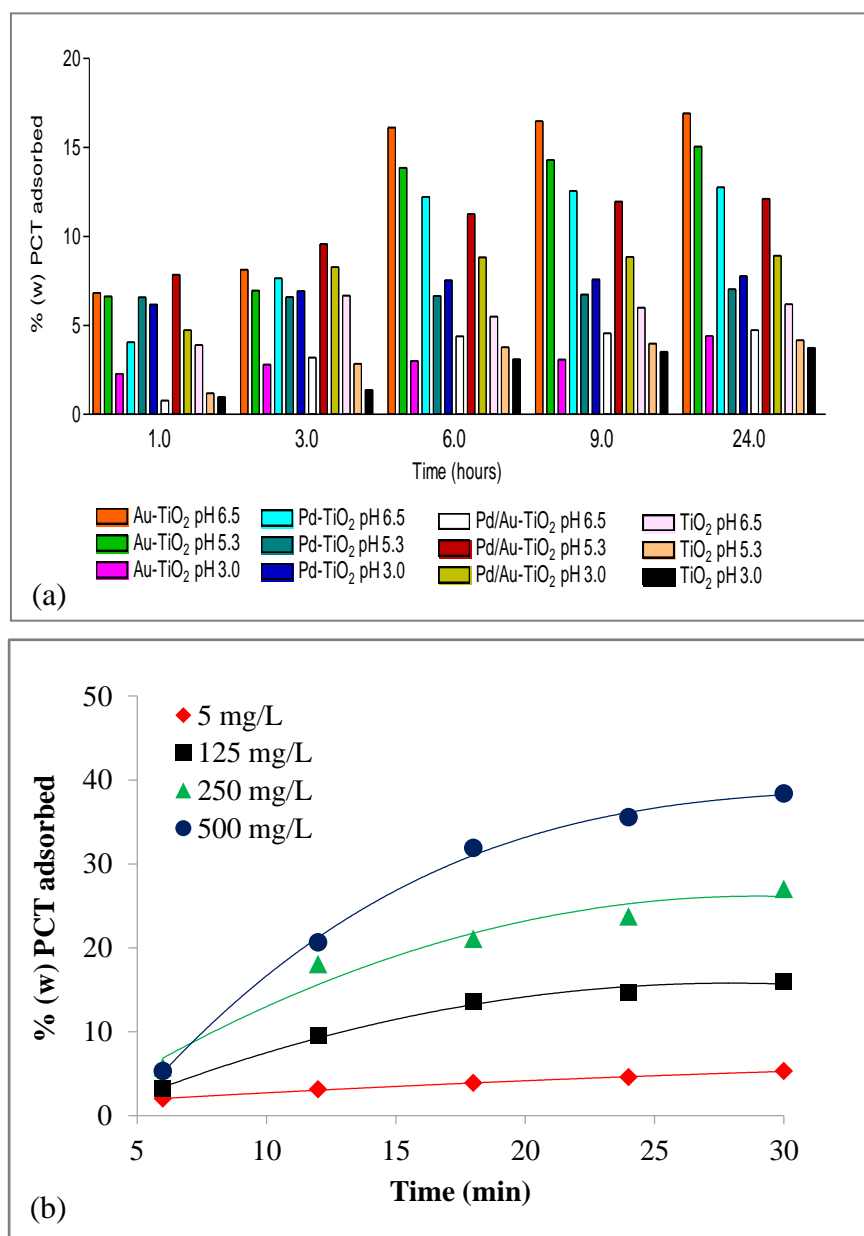 20
15
10
5
0
% (w) PCT adsorbed
1.0 3.0 6.0 9.0 24.0
Time (hours)
Au-TiO₂ pH 6.5 Pd-TiO₂ pH 6.5 Pd/Au-TiO₂ pH 6.5 TiO₂ pH 6.5
Au-TiO₂ pH 5.3 Pd-TiO₂ pH 5.3 Pd/Au-TiO₂ pH 5.3 TiO₂ pH 5.3
Au-TiO₂ pH 3.0 Pd-TiO₂ pH 3.0 Pd/Au-TiO₂ pH 3.0 TiO₂ pH 3.0
(a)
50
40
30
20
10
0
% (w) PCT adsorbed
5 mg/L
125 mg/L
250 mg/L
500 mg/L
5 10 15 20 25 30
Time (min)
(b)